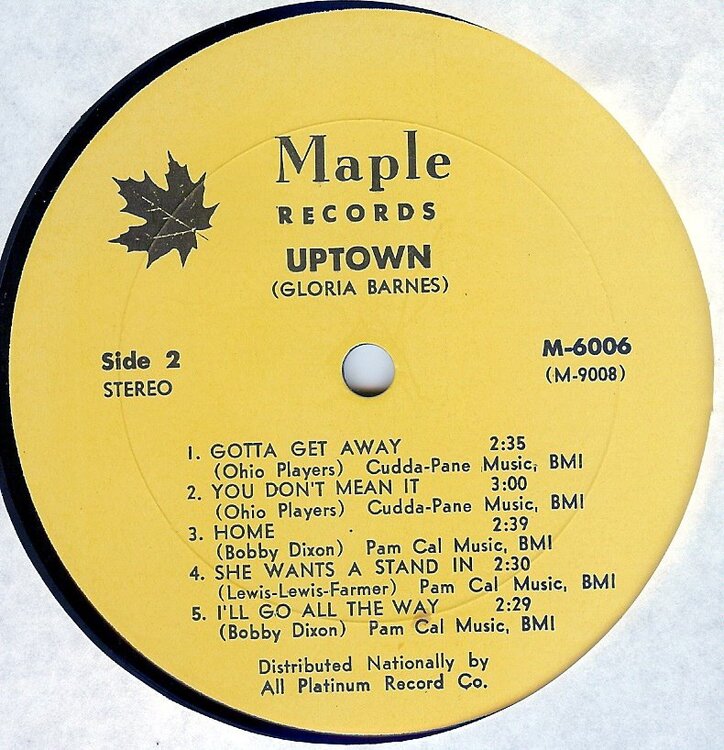 Maple
RECORDS
UPTOWN
(GLORIA BARNES)
Side 2
STEREO
M-6006
(M-9008)
1. GOTTA GET AWAY 2:35
(Ohio Players) Cudda-Pane Music, BMI
2. YOU DON'T MEAN IT 3:00
(Ohio Players) Cudda-Pane Music, BMI
3. HOME 2:39
(Bobby Dixon) Pam Cal Music, BMI
4. SHE WANTS A STAND IN 2:30
(Lewis-Lewis-Farmer) Pam Cal Music, BMI
5. I'LL GO ALL THE WAY 2:29
(Bobby Dixon) Pam Cal Music, BMI
Distributed Nationally by
All Platinum Record Co.